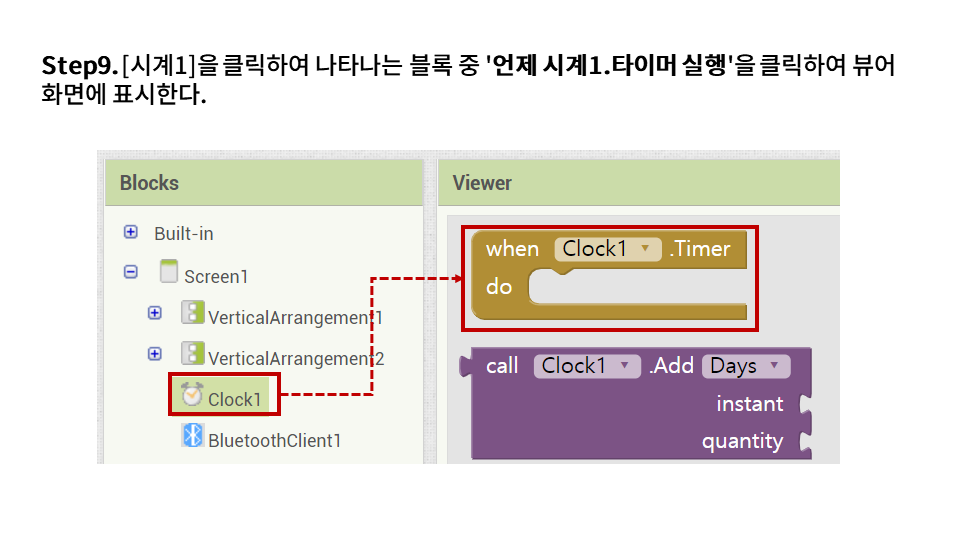 Step9.[시계1]을 클릭하여 나타나는 블록 중 '언제 시계1.타이머 실행'을 클릭하여 뷰어
화면에 표시한다.
Blocks
Viewer
Built-in
Screen1
VerticalArrangement1
VerticalArrangement2
Clock1
BluetoothClient1
when Clock1 .Timer
do
call Clock1 .Add Days
instant
quantity